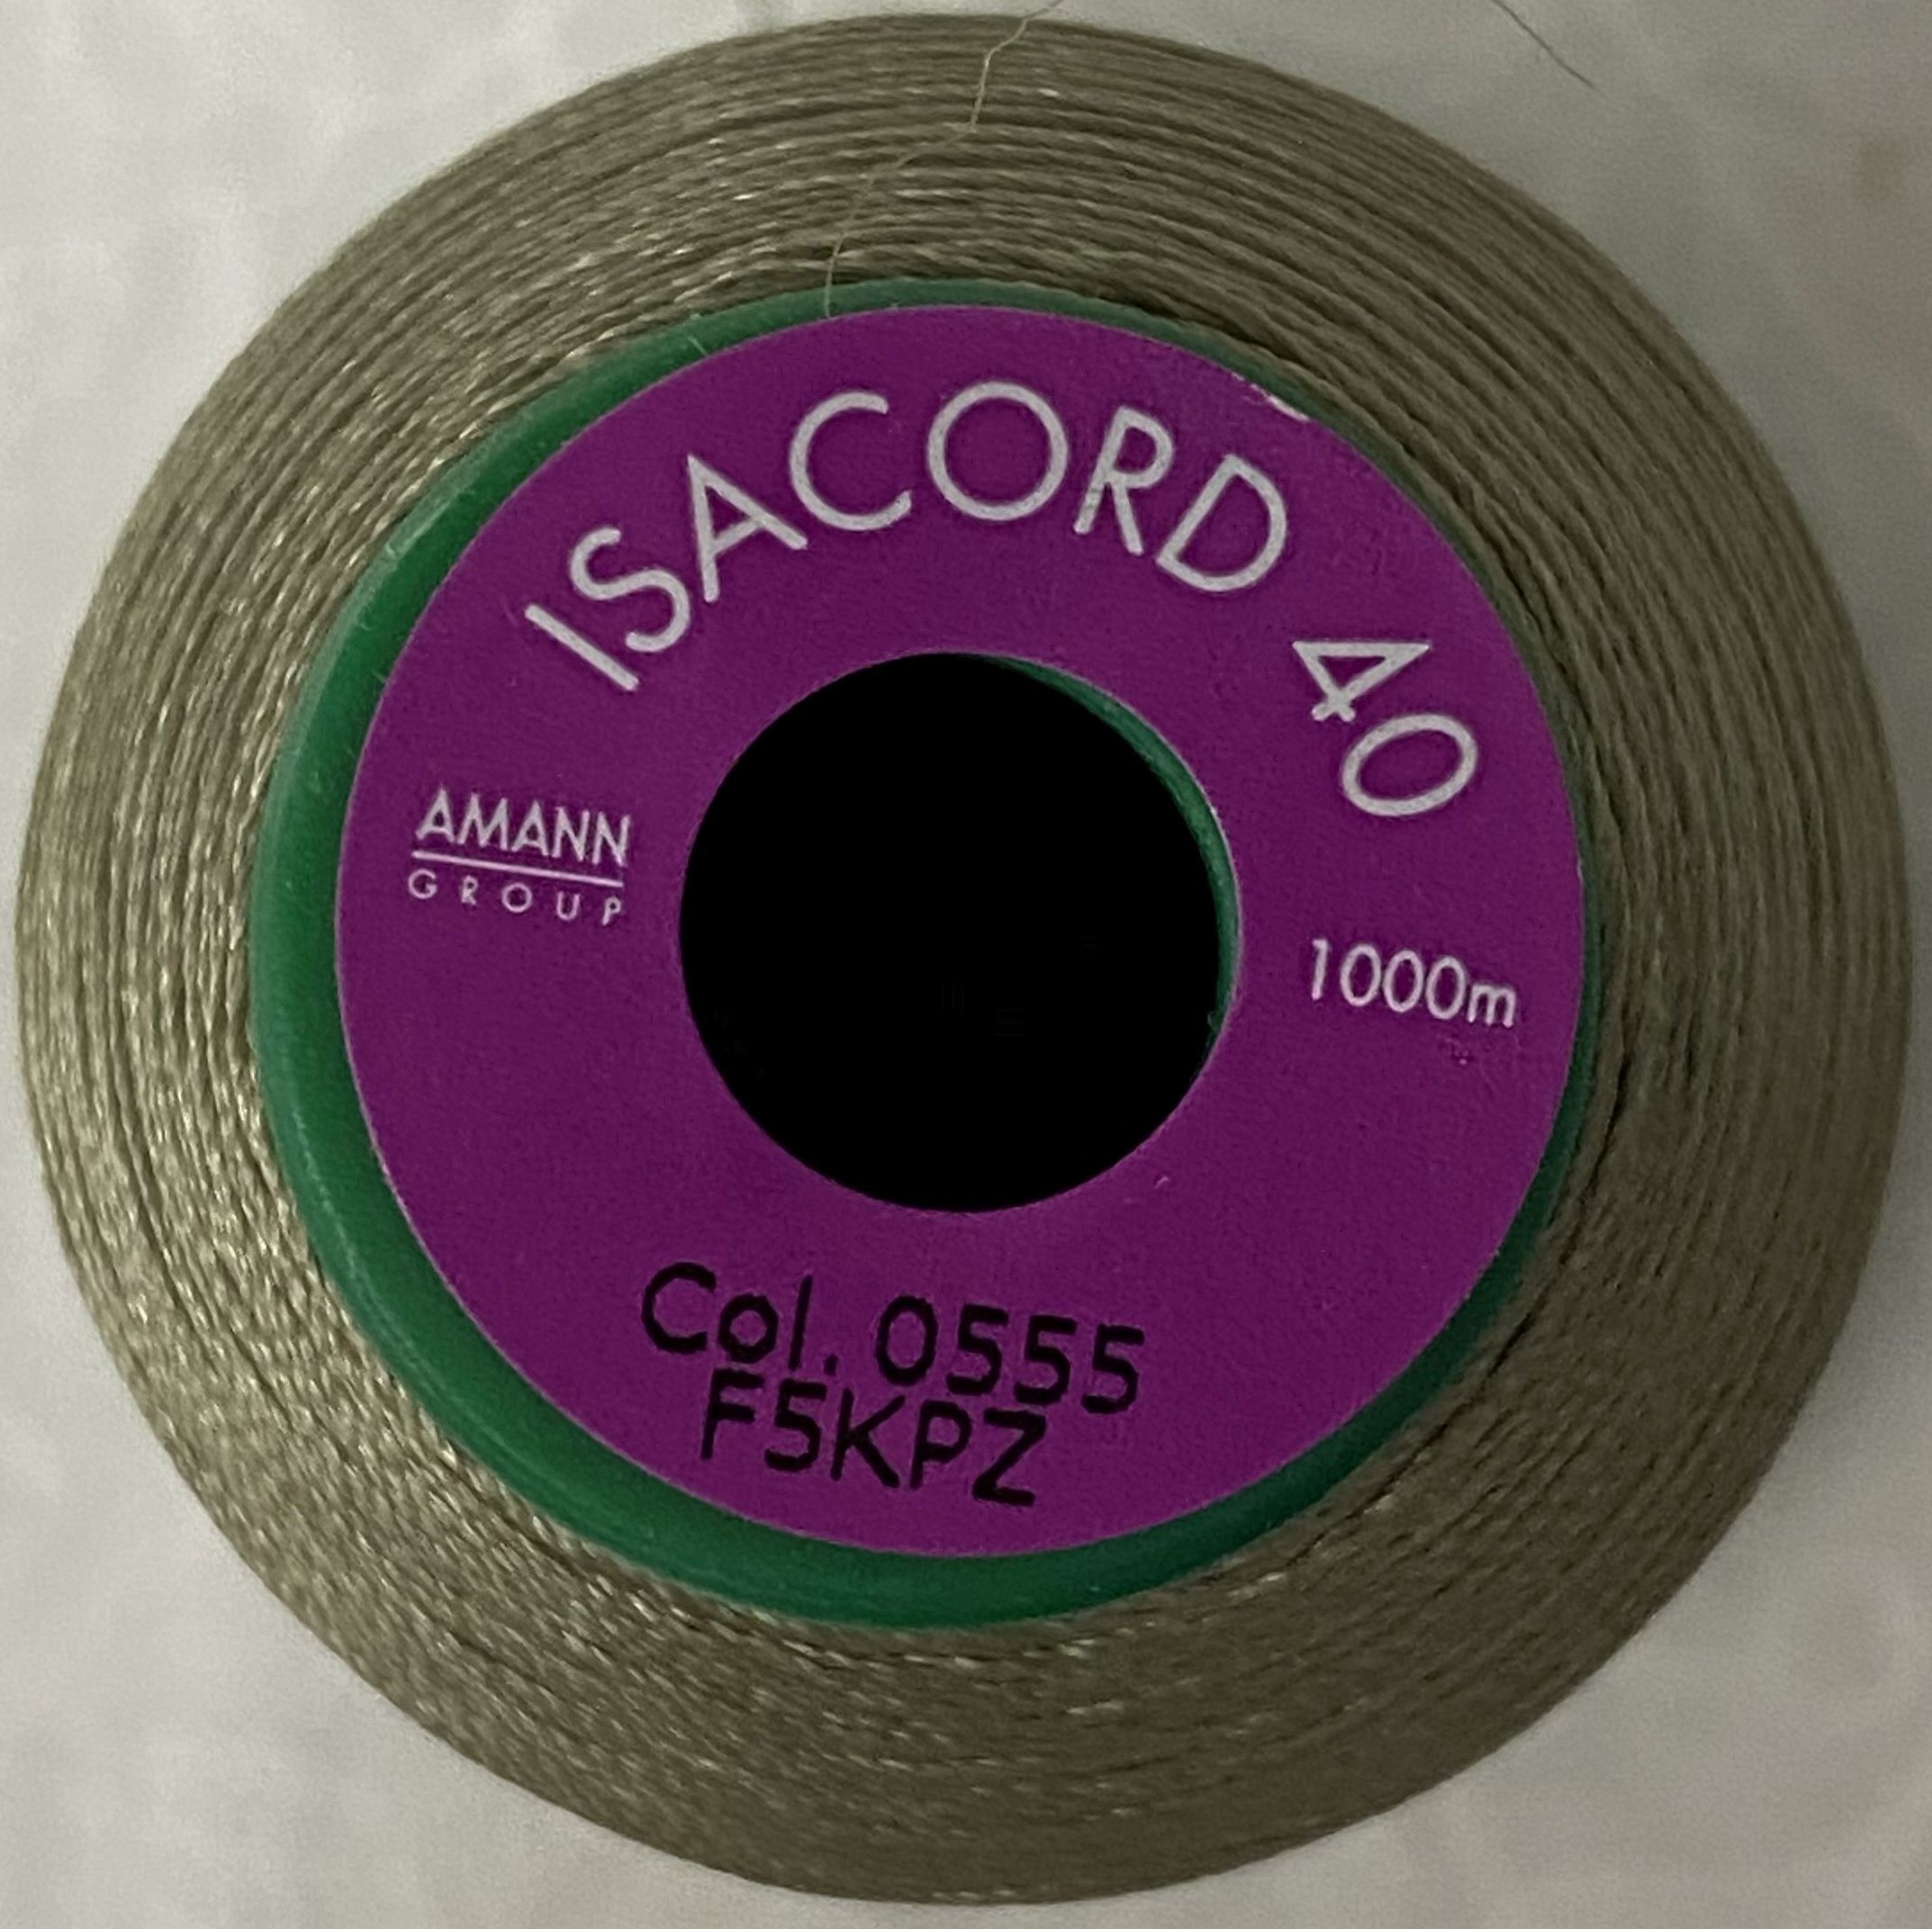 ISACORD 40
AMANN
GROUP
1000m
Col. 0555
F5KPZ